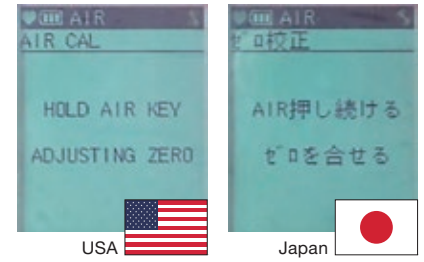 AIR
AIR CAL
HOLD AIR KEY
ADJUSTING ZERO
USA
AIR
ｾﾞﾛ校正
AIR押し続ける
ｾﾞﾛを合せる
Japan